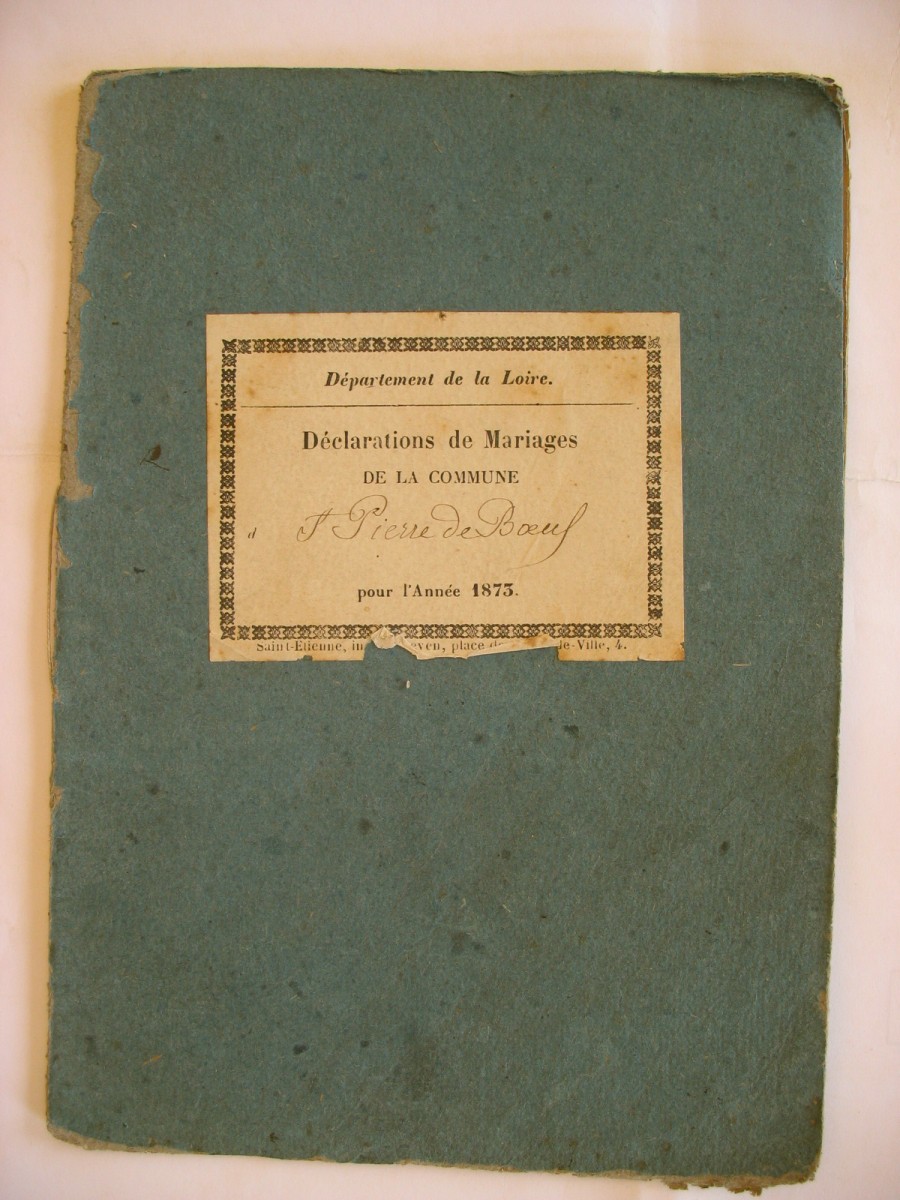 Département de la Loire.
Déclarations de Mariages
DE LA COMMUNE
d St Pierre de Bœuf
pour l'Année 1873.
Saint-Etienne, place de-Ville, 4.